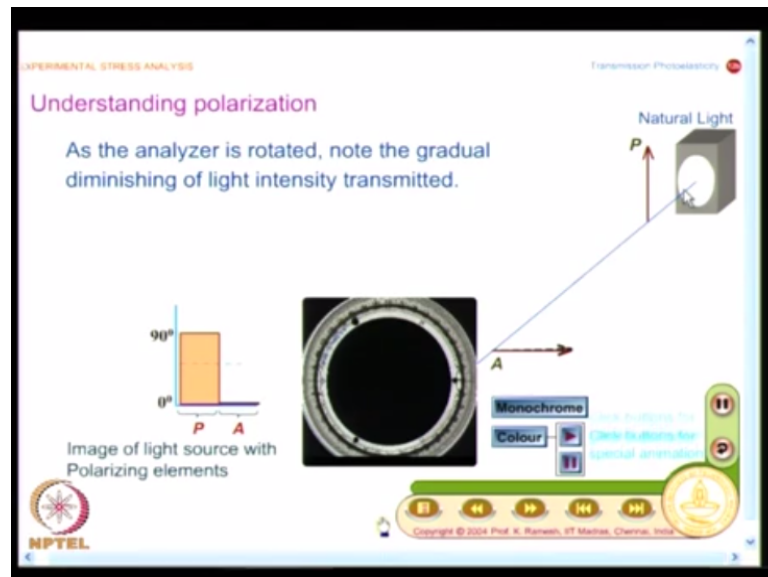 EXPERIMENTAL STRESS ANALYSIS
Transmission Photoelasticity
Understanding polarization
Natural Light
As the analyzer is rotated, note the gradual
diminishing of light intensity transmitted.
P
90°
0°
P A
A
Image of light source with
Polarizing elements
Monochrome
Colour
Click buttons for
special animation
NPTEL
Copyright © 2004 Prof. K. Ramesh, IIT Madras, Chennai, India